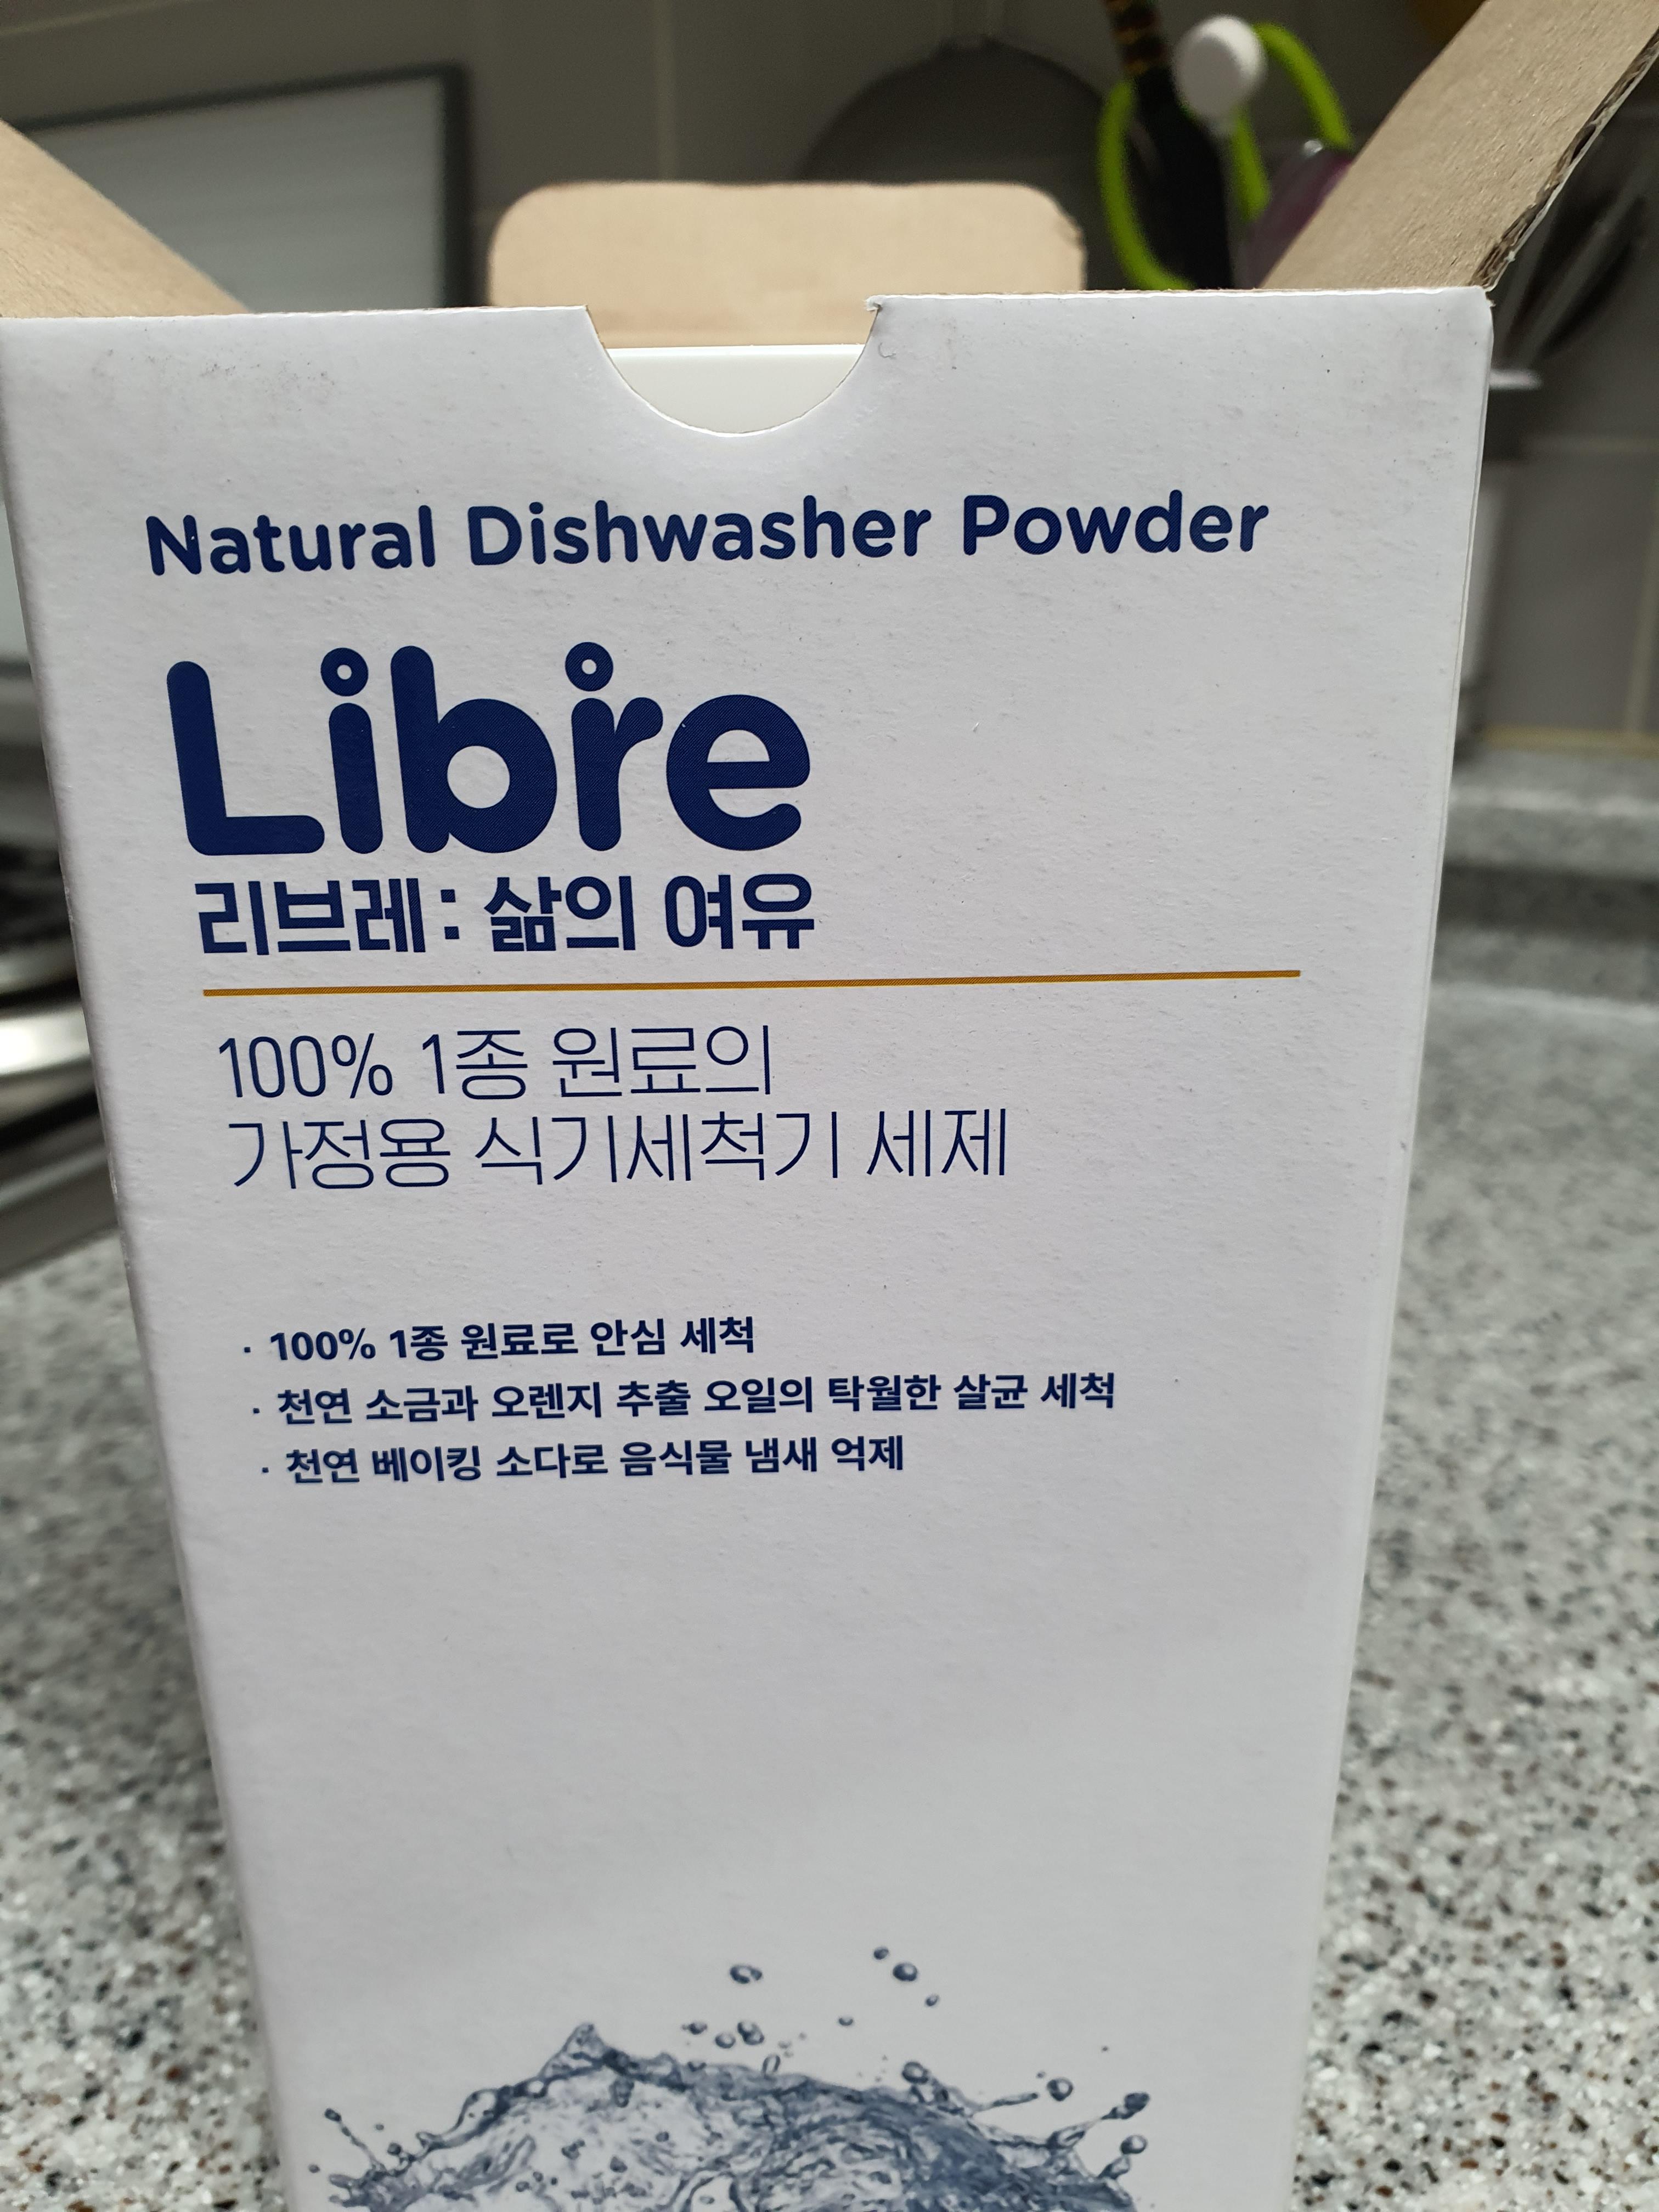 Natural Dishwasher Powder
Libre
리브레: 삶의 여유
100% 1종 원료의
가정용 식기세척기 세제
· 100% 1종 원료로 안심 세척
· 천연 소금과 오렌지 추출 오일의 탁월한 살균 세척
· 천연 베이킹 소다로 음식물 냄새 억제